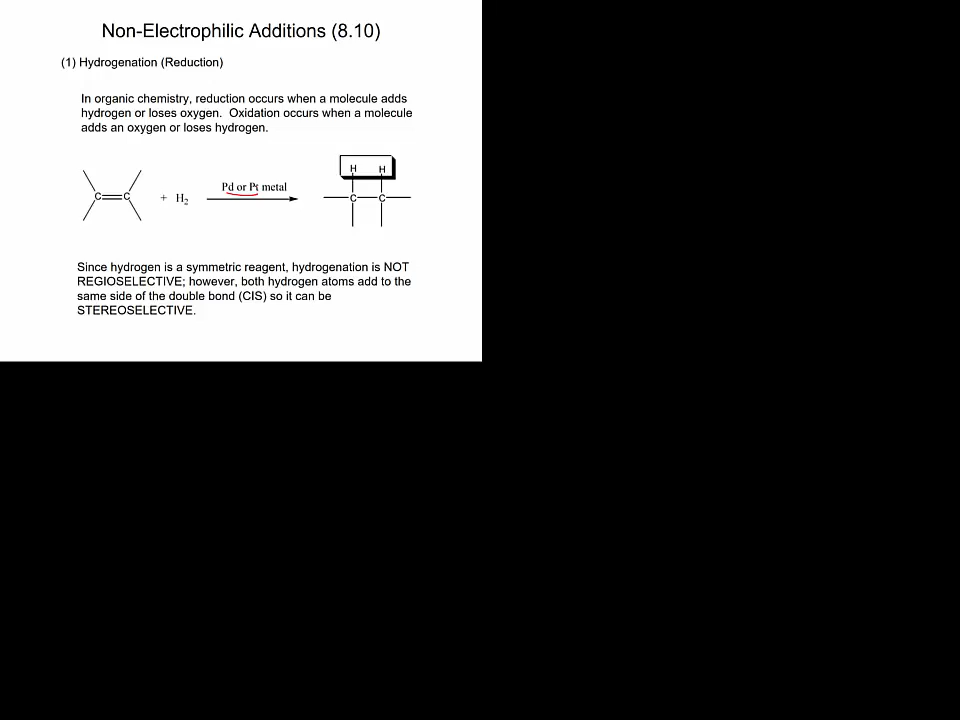 Non-Electrophilic Additions (8.10)
(1) Hydrogenation (Reduction)
In organic chemistry, reduction occurs when a molecule adds
hydrogen or loses oxygen. Oxidation occurs when a molecule
adds an oxygen or loses hydrogen.
H H
Pd or Pt metal
C C + H2 C C
Since hydrogen is a symmetric reagent, hydrogenation is NOT
REGIOSELECTIVE; however, both hydrogen atoms add to the
same side of the double bond (CIS) so it can be
STEREOSELECTIVE.